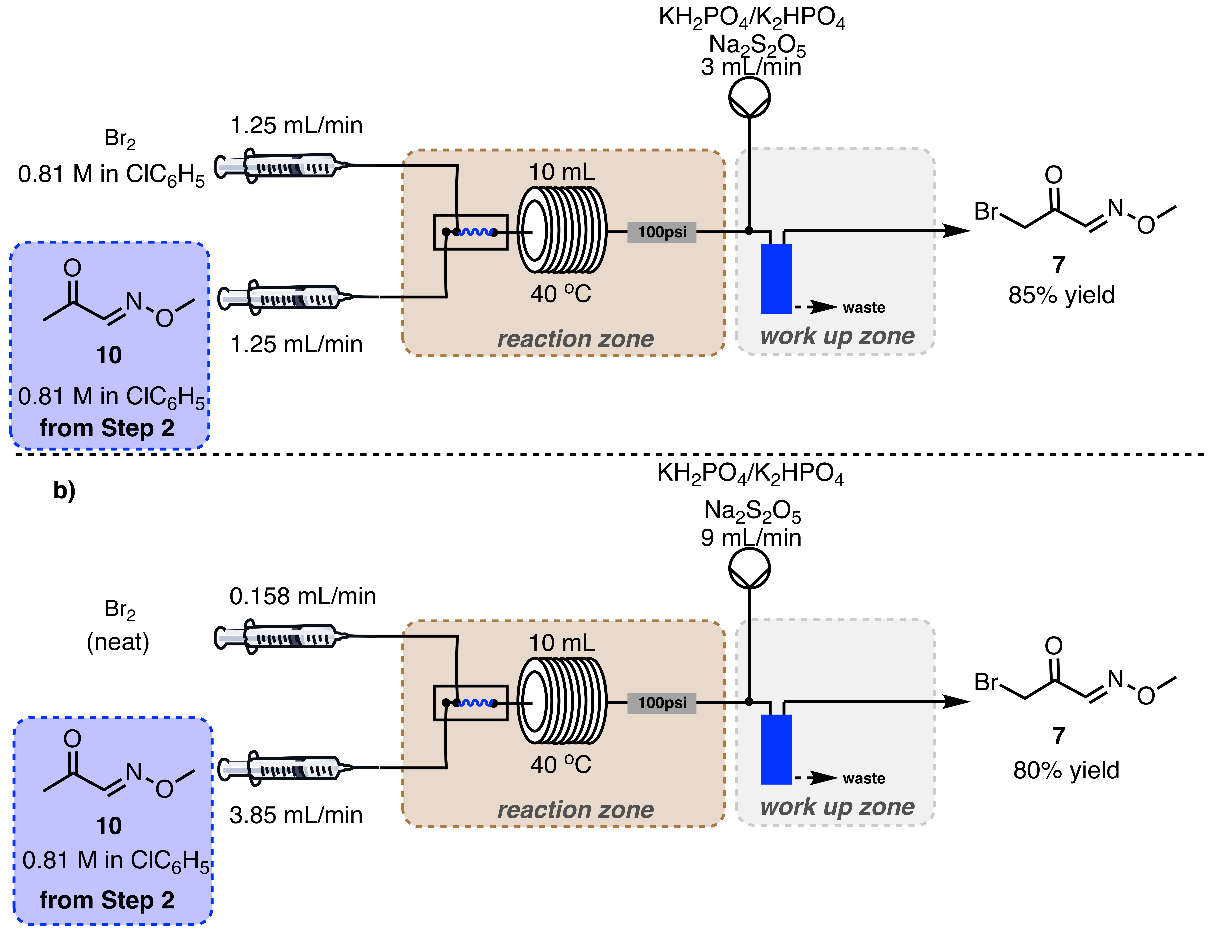 KH2PO4/K2HPO4
Na2S2O5
3 mL/min
Br2
0.81 M in ClC6H5
1.25 mL/min
10 mL
100psi
40 oC
reaction zone
waste
work up zone
O
Br
N
O
7
85% yield
O
N
O
10
0.81 M in ClC6H5
from Step 2
1.25 mL/min
b)
KH2PO4/K2HPO4
Na2S2O5
9 mL/min
Br2
(neat)
0.158 mL/min
10 mL
100psi
40 oC
reaction zone
waste
work up zone
O
Br
N
O
7
80% yield
O
N
O
10
0.81 M in ClC6H5
from Step 2
3.85 mL/min